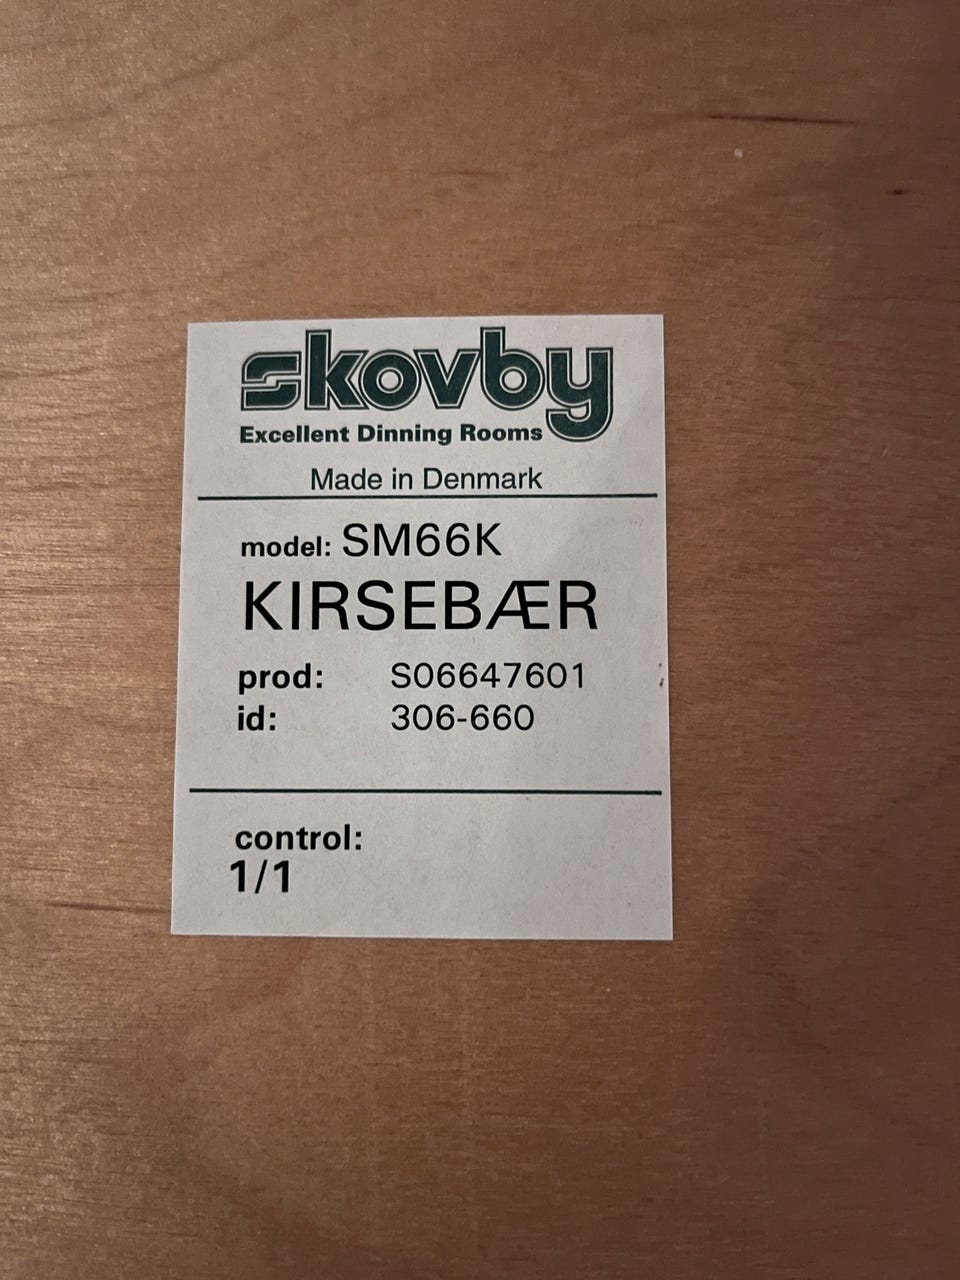 skovby
Excellent Dinning Rooms
Made in Denmark
model: SM66K
KIRSEBÆR
prod: S06647601
id: 306-660
control:
1/1